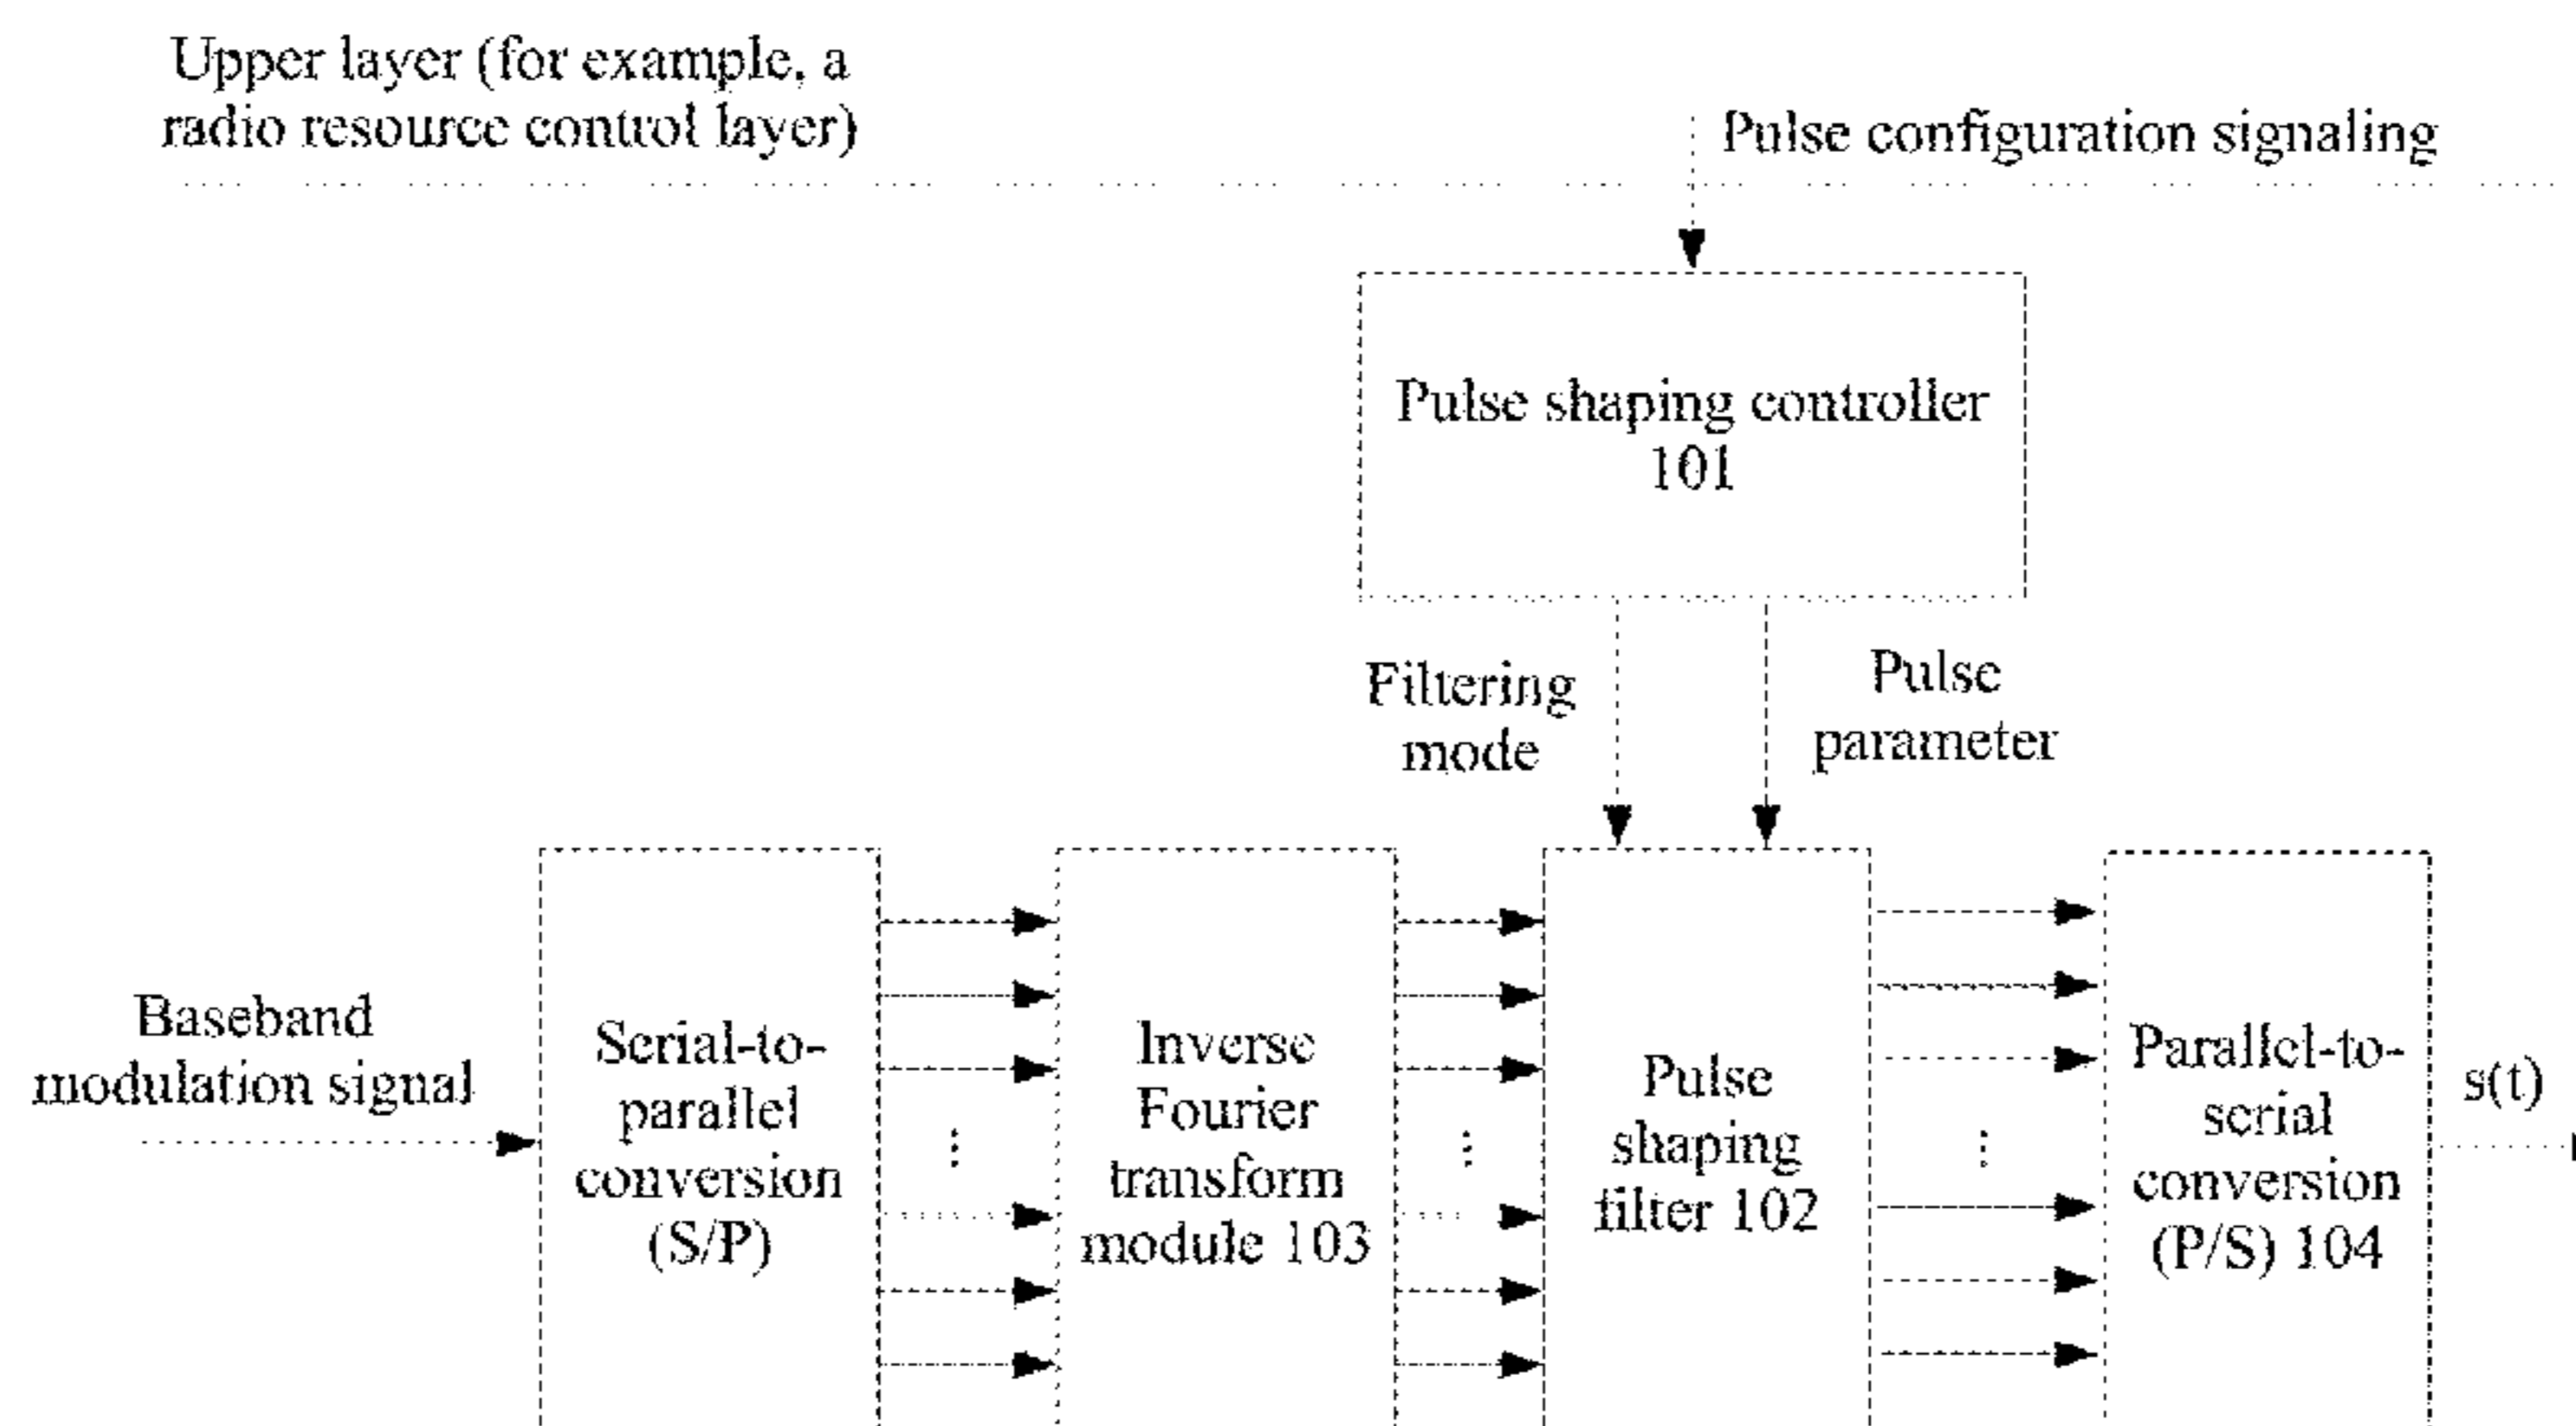 Upper layer (for example, a
radio resource control layer)
Pulse configuration signaling
Pulse shaping controller
101
Filtering
mode
Pulse
parameter
Baseband
modulation signal
Serial-to-
parallel
conversion
(S/P)
Inverse
Fourier
transform
module 103
Pulse
shaping
filter 102
Parallel-to-
serial
conversion
(P/S) 104
s(t)